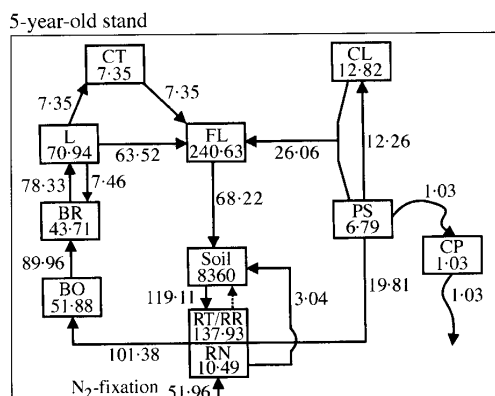 5-year-old stand
CT
7·35
CL
12·82
7·35
7·35
L
70·94
63·52
FL
240·63
26·06
12·26
78·33
7·46
68·22
1·03
BR
43·71
PS
6·79
CP
1·03
89·96
Soil
8360
3·04
19·81
1·03
BO
51·88
119·11
RT/RR
137·93
101·38
RN
10·49
N₂-fixation
51·96